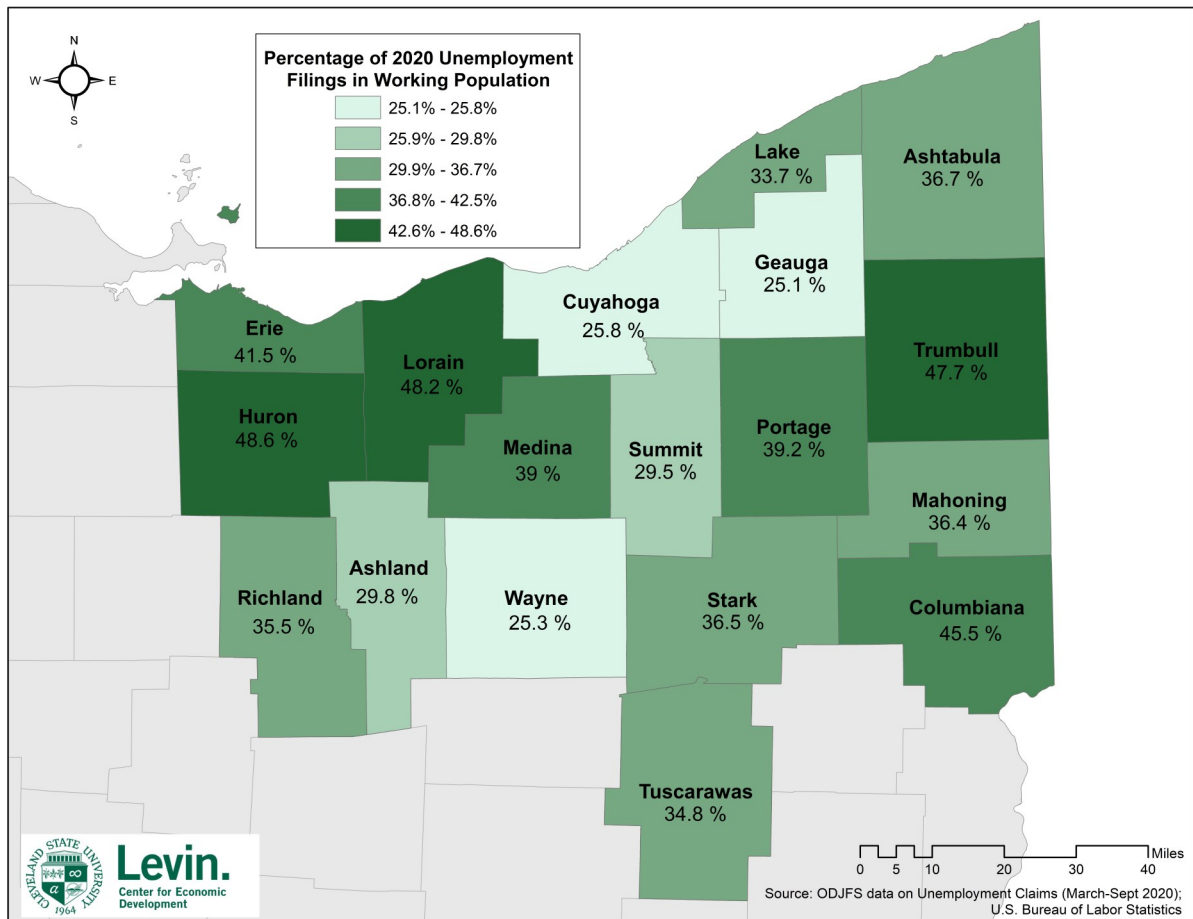 N
W E
S
Percentage of 2020 Unemployment
Filings in Working Population
25.1% - 25.8%
25.9% - 29.8%
29.9% - 36.7%
36.8% - 42.5%
42.6% - 48.6%
Lake
33.7 %
Ashtabula
36.7 %
Geauga
25.1 %
Cuyahoga
25.8 %
Erie
41.5 %
Lorain
48.2 %
Trumbull
47.7 %
Huron
48.6 %
Medina
39 %
Summit
29.5 %
Portage
39.2 %
Mahoning
36.4 %
Richland
35.5 %
Ashland
29.8 %
Wayne
25.3 %
Stark
36.5 %
Columbiana
45.5 %
Tuscarawas
34.8 %
CLEVELAND STATE UNIVERSITY
1964
Levin.
Center for Economic
Development
Miles
0 5 10 20 30 40
Source: ODJFS data on Unemployment Claims (March-Sept 2020);
U.S. Bureau of Labor Statistics